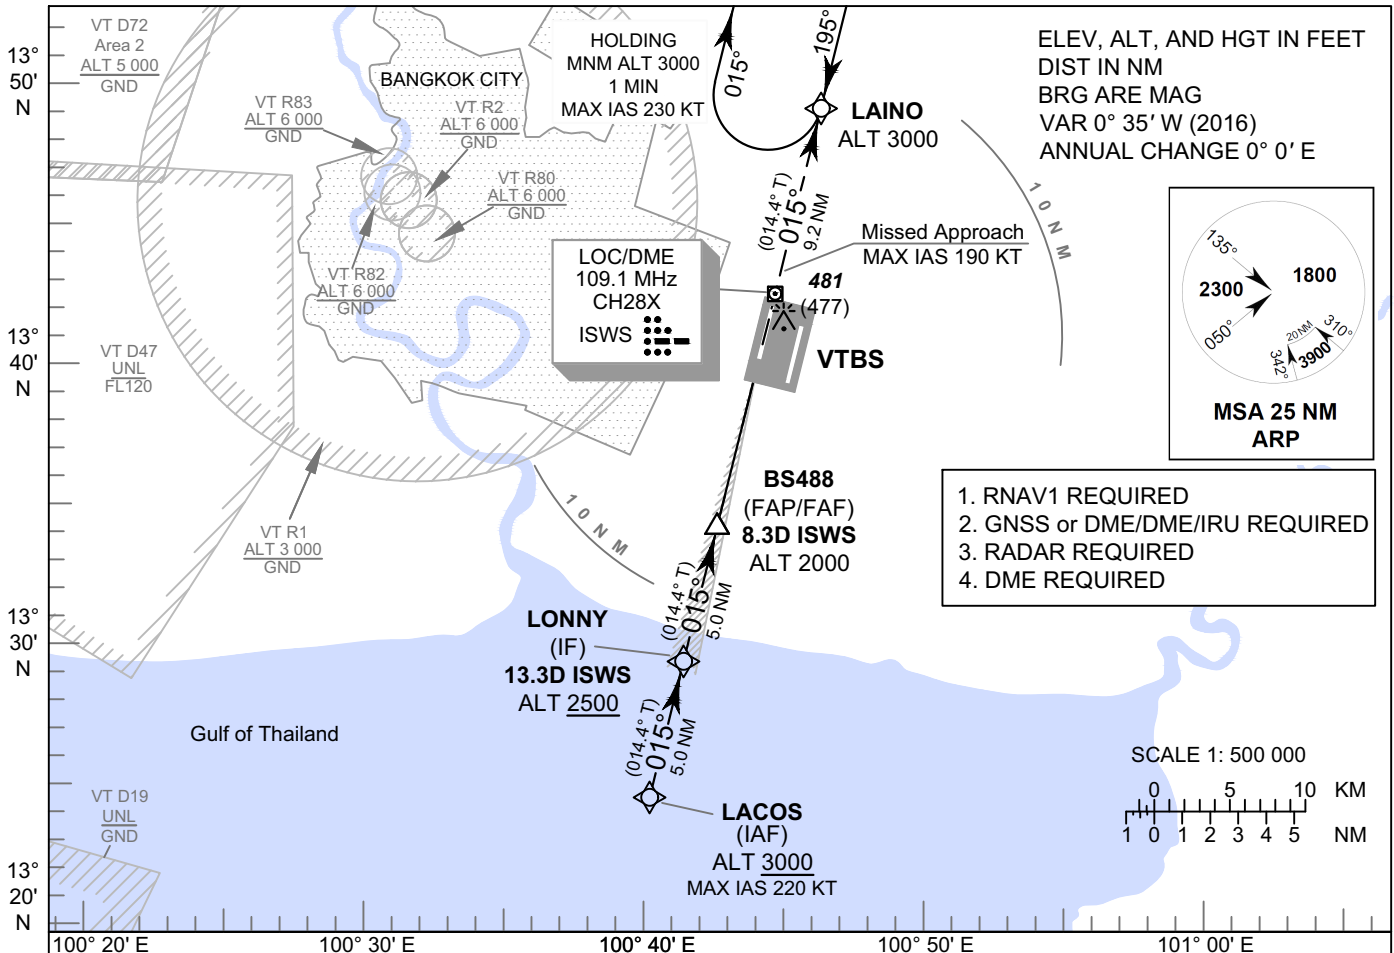 VT D72
Area 2
ALT 5 000
GND
13°
50'
N
BANGKOK CITY
HOLDING
MNM ALT 3000
1 MIN
MAX IAS 230 KT
015°
195°
ELEV, ALT, AND HGT IN FEET
DIST IN NM
BRG ARE MAG
VAR 0° 35′ W (2016)
ANNUAL CHANGE 0° 0′ E
LAINO
ALT 3000
VT R83
ALT 6 000
GND
VT R2
ALT 6 000
GND
VT R80
ALT 6 000
GND
VT R82
ALT 6 000
GND
(014.4° T)
015°
9.2 NM
10 NM
Missed Approach
MAX IAS 190 KT
LOC/DME
109.1 MHz
CH28X
ISWS
481
(477)
VTBS
135°
2300
050°
1800
20 NM
310°
342°
3900
MSA 25 NM
ARP
13°
40'
N
VT D47
UNL
FL120
VT R1
ALT 3 000
GND
10 NM
BS488
(FAP/FAF)
8.3D ISWS
ALT 2000
1. RNAV1 REQUIRED
2. GNSS or DME/DME/IRU REQUIRED
3. RADAR REQUIRED
4. DME REQUIRED
(014.4° T)
015°
5.0 NM
13°
30'
N
LONNY
(IF)
13.3D ISWS
ALT 2500
(014.4° T)
015°
5.0 NM
Gulf of Thailand
LACOS
(IAF)
ALT 3000
MAX IAS 220 KT
SCALE 1: 500 000
0 5 10 KM
1 0 1 2 3 4 5 NM
VT D19
UNL
GND
13°
20'
N
100° 20' E 100° 30' E 100° 40' E 100° 50' E 101° 00' E